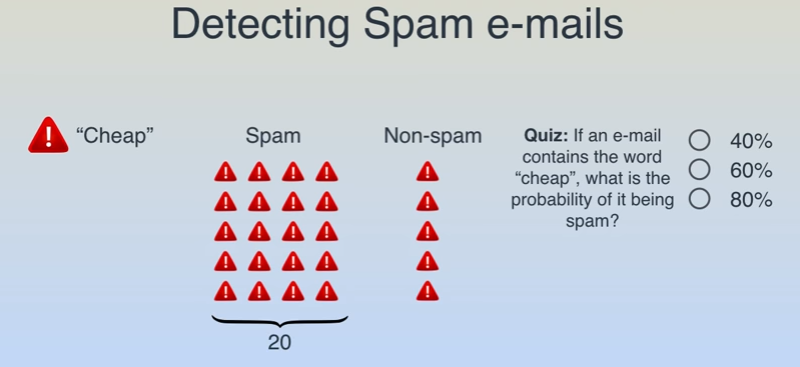 Detecting Spam e-mails
“Cheap”
Spam
Non-spam
20
Quiz: If an e-mail
contains the word
“cheap”, what is the
probability of it being
spam?
40%
60%
80%